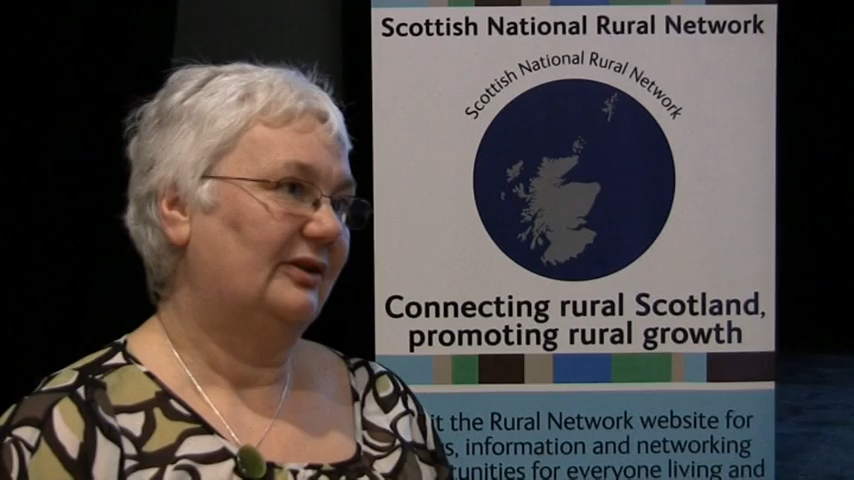 Scottish National Rural Network
Scottish National Rural Network
Connecting rural Scotland,
promoting rural growth
the Rural Network website for
information and networking
for everyone living and